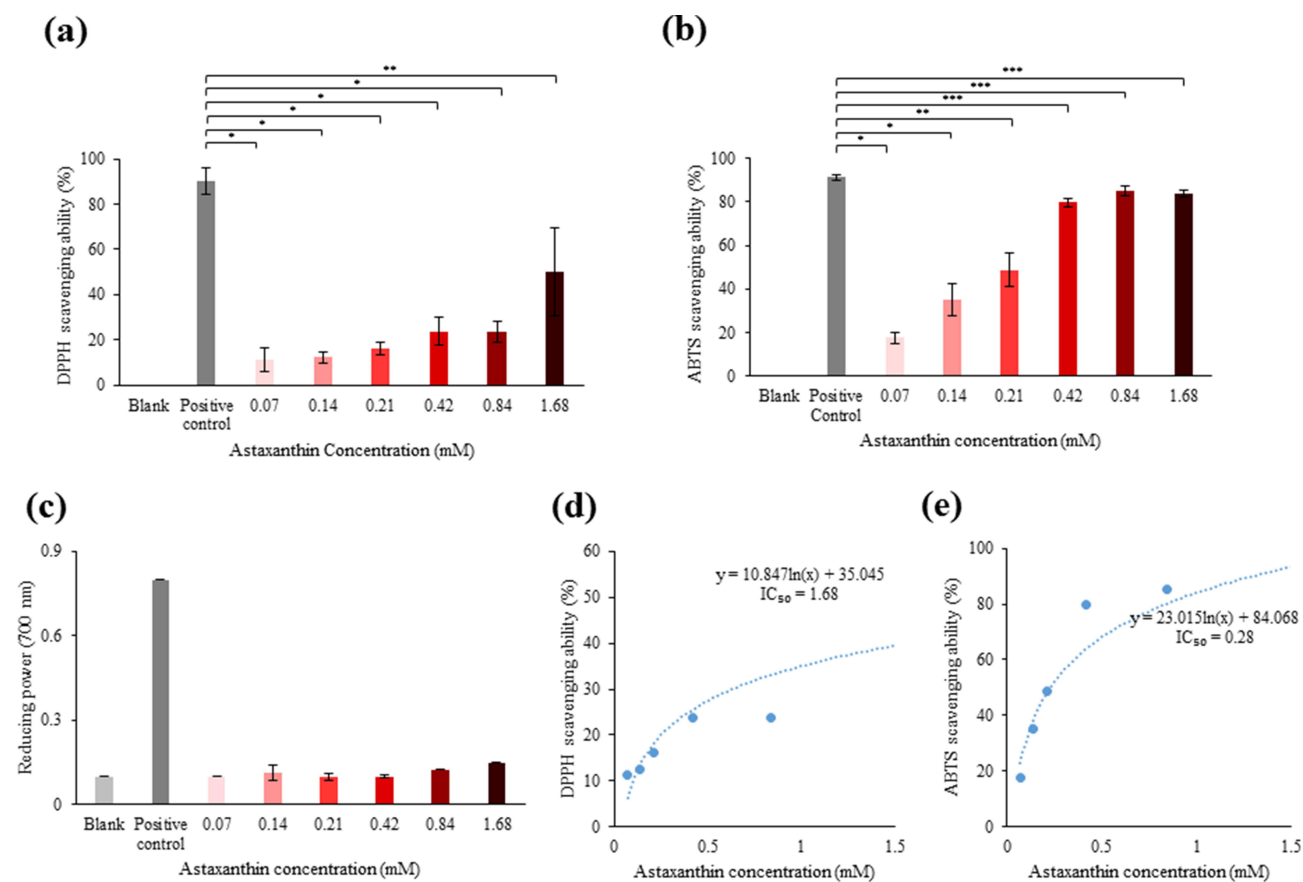 (a)
**
*
*
*
*
*
DPPH scavenging ability (%)
100
80
60
40
20
0
Blank Positive control 0.07 0.14 0.21 0.42 0.84 1.68
Astaxanthin Concentration (mM)
(b)
***
***
***
**
*
*
ABTS scavenging ability (%)
100
80
60
40
20
0
Blank Positive Control 0.07 0.14 0.21 0.42 0.84 1.68
Astaxanthin concentration (mM)
(c)
Reducing power (700 nm)
0.9
0.6
0.3
0
Blank Positive control 0.07 0.14 0.21 0.42 0.84 1.68
Astaxanthin concentration (mM)
(d)
DPPH scavenging ability (%)
60
50
40
30
20
10
0
y = 10.847ln(x) + 35.045
IC₅₀ = 1.68
0 0.5 1 1.5
Astaxanthin concentration (mM)
(e)
ABTS scavenging ability (%)
100
80
60
40
20
0
y = 23.015ln(x) + 84.068
IC₅₀ = 0.28
0 0.5 1 1.5
Astaxanthin concentration (mM)